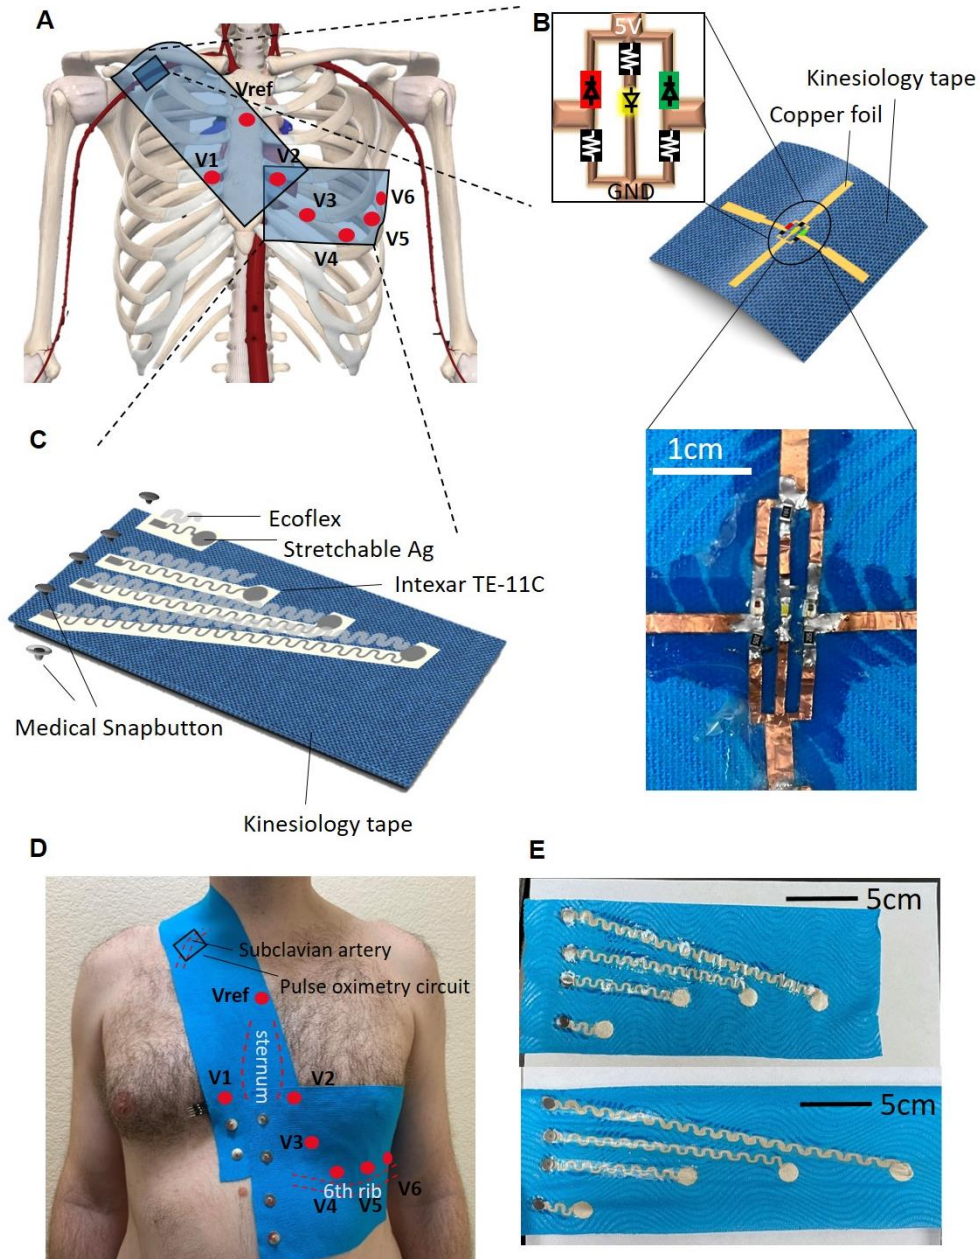 A
Vref
V1
V2
V3
V6
V5
V4
B
5V
GND
Kinesiology tape
Copper foil
1cm
C
Ecoflex
Stretchable Ag
Intexar TE-11C
Medical Snapbutton
Kinesiology tape
D
Subclavian artery
Pulse oximetry circuit
Vref
sternum
V1
V2
V3
6th rib
V4
V5
V6
E
5cm
5cm